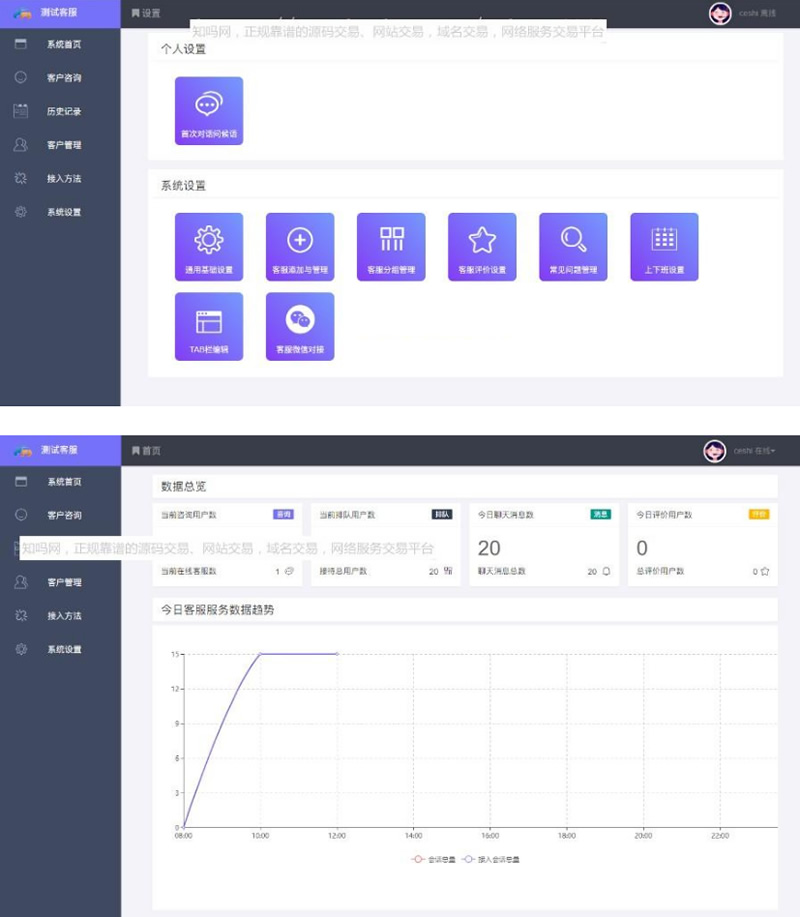 测试客服
设置
ceshi 离线
知吗网，正规靠谱的源码交易、网站交易，域名交易，网络服务交易平台
系统首页
个人设置
客户咨询
历史记录
首次对话问候语
客户管理
接入方法
系统设置
系统设置
通用基础设置
客服添加与管理
客服分组管理
客服评价设置
常见问题管理
上下班设置
TAB栏编辑
客服微信对接
测试客服
首页
ceshi 在线
系统首页
数据总览
客户咨询
当前咨询用户数
咨询
当前排队用户数
排队
今日聊天消息数
消息
今日评价用户数
评价
知吗网，正规靠谱的源码交易、网站交易，域名交易，网络服务交易平台
20
0
当前在线客服数 1
接待总用户数 20
聊天消息总数 20
总评价用户数 0
客户管理
接入方法
今日客服服务数据趋势
系统设置
15
12
9
6
3
0
08:00 10:00 12:00 14:00 16:00 18:00 20:00 22:00
会话总量 接入会话总量